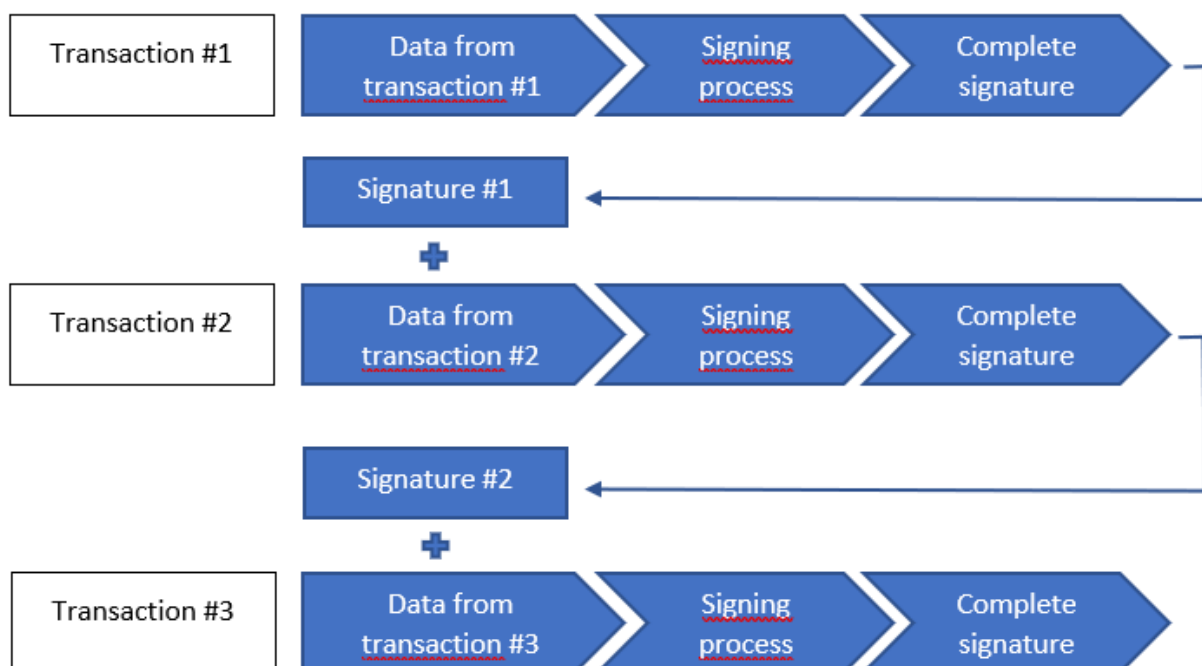 Transaction #1
Data from
transaction #1
Signing
process
Complete
signature
Signature #1
Transaction #2
Data from
transaction #2
Signing
process
Complete
signature
Signature #2
Transaction #3
Data from
transaction #3
Signing
process
Complete
signature